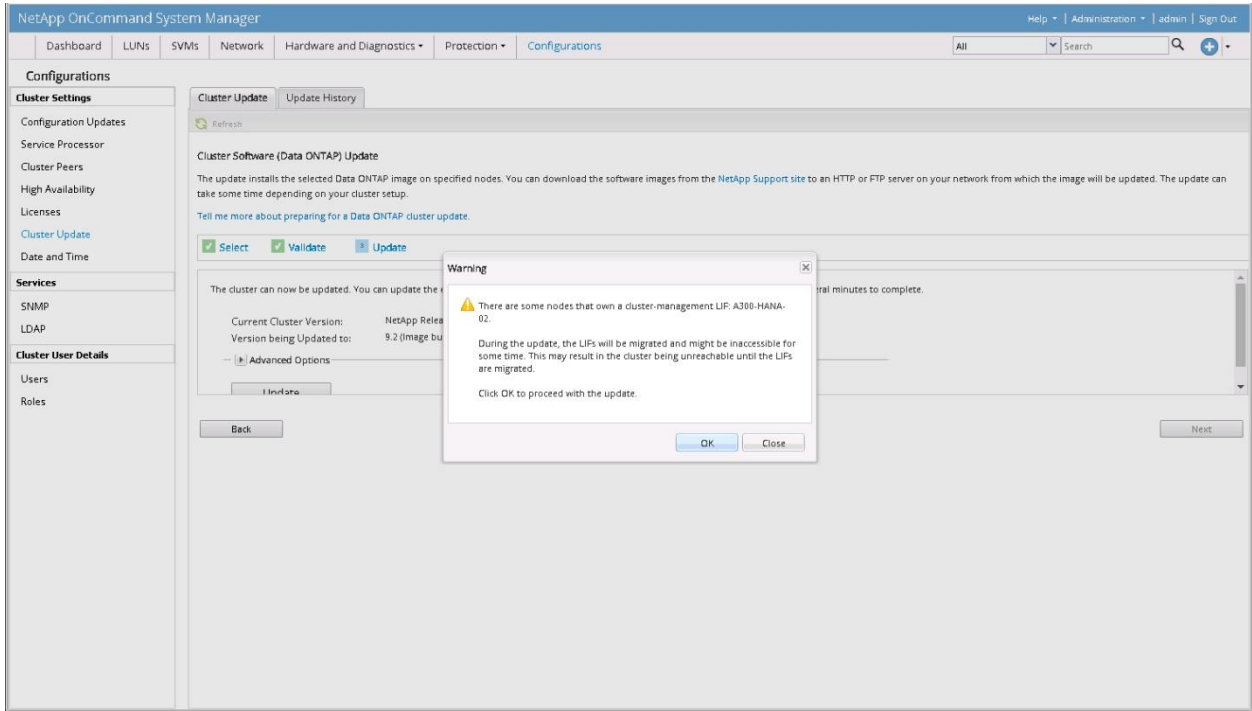 NetApp OnCommand System Manager
Help | Administration | admin | Sign Out
Dashboard LUNs SVMs Network Hardware and Diagnostics Protection Configurations All Search
Configurations
Cluster Settings
Configuration Updates
Service Processor
Cluster Peers
High Availability
Licenses
Cluster Update
Date and Time
Services
SNMP
LDAP
Cluster User Details
Users
Roles
Cluster Update Update History
Refresh
Cluster Software (Data ONTAP) Update
The update installs the selected Data ONTAP image on specified nodes. You can download the software images from the NetApp Support site to an HTTP or FTP server on your network from which the image will be updated. The update can
take some time depending on your cluster setup.
Tell me more about preparing for a Data ONTAP cluster update.
Select Validate 3 Update
The cluster can now be updated. You can update the eral minutes to complete.
Current Cluster Version: NetApp Relea
Version being Updated to: 9.2 (Image bu
Advanced Options
Update
Back Next
Warning
There are some nodes that own a cluster-management LIF: A300-HANA-
02.
During the update, the LIFs will be migrated and might be inaccessible for
some time. This may result in the cluster being unreachable until the LIFs
are migrated.
Click OK to proceed with the update.
OK Close